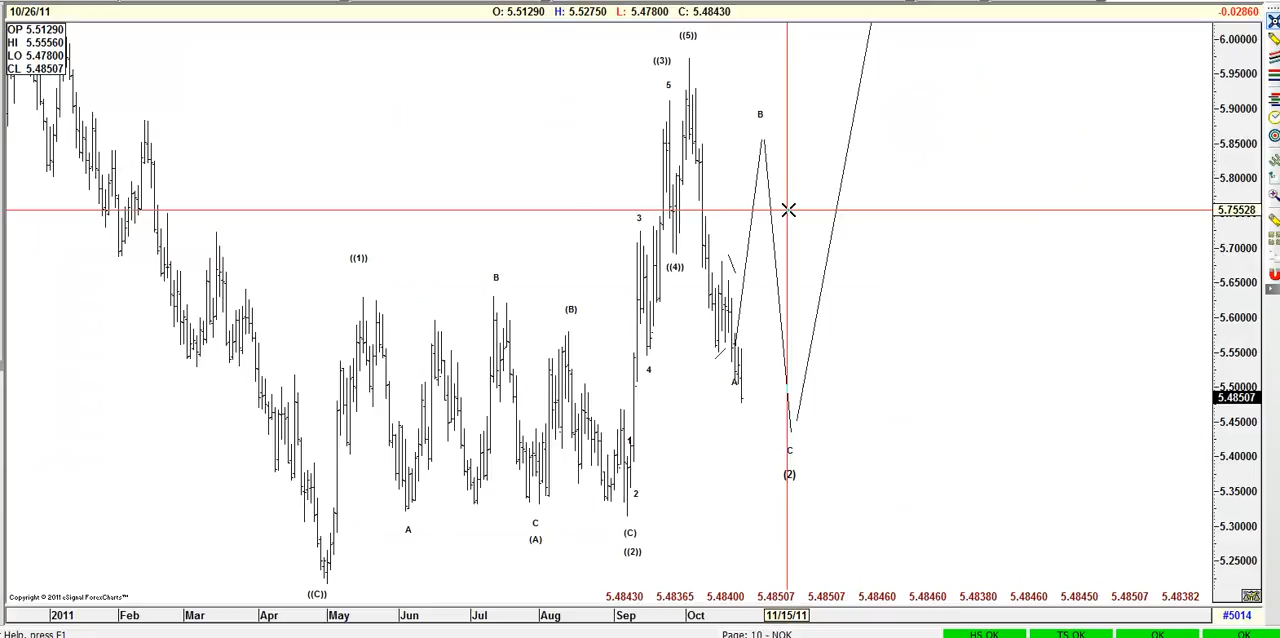 10/26/11 O: 5.51290 H: 5.52750 L: 5.47800 C: 5.48430 -0.02860
OP 5.51290
HI 5.55560
LO 5.47800
CL 5.48507
((5))
((3))
5
B
3
((1))
((4))
B
(B)
4
A
1
C
(2)
2
A
C
(A)
(C)
((2))
((C))
6.00000
5.95000
5.90000
5.85000
5.80000
5.75528
5.70000
5.65000
5.60000
5.55000
5.50000
5.48507
5.45000
5.40000
5.35000
5.30000
5.25000
Copyright © 2011 eSignal ForexCharts™ 5.48430 5.48365 5.48400 5.48507 5.48507 5.48460 5.48460 5.48380 5.48460 5.48450 5.48507 5.48382
2011 Feb Mar Apr May Jun Jul Aug Sep Oct 11/15/11 #5014
Help, press F1 Page: 10 - NOK HS OK TS OK OK OK